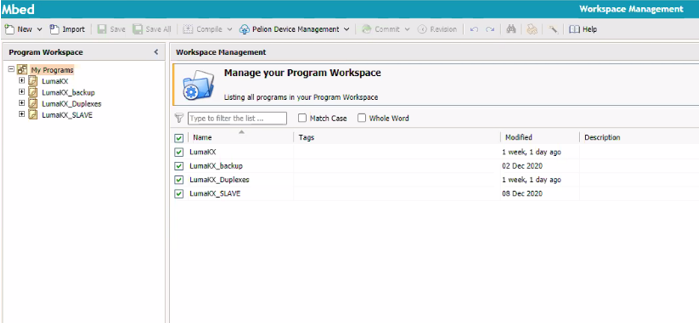 Mbed
Workspace Management
New Import Save Save All Compile Pelion Device Management Commit Revision Help
Program Workspace
My Programs
LumaKX
LumaKX_backup
LumaKX_Duplexes
LumaKX_SLAVE
Workspace Management
Manage your Program Workspace
Listing all programs in your Program Workspace
Type to filter the list ... Match Case Whole Word
Name Tags Modified Description
LumaKX 1 week, 1 day ago
LumaKX_backup 02 Dec 2020
LumaKX_Duplexes 1 week, 1 day ago
LumaKX_SLAVE 08 Dec 2020